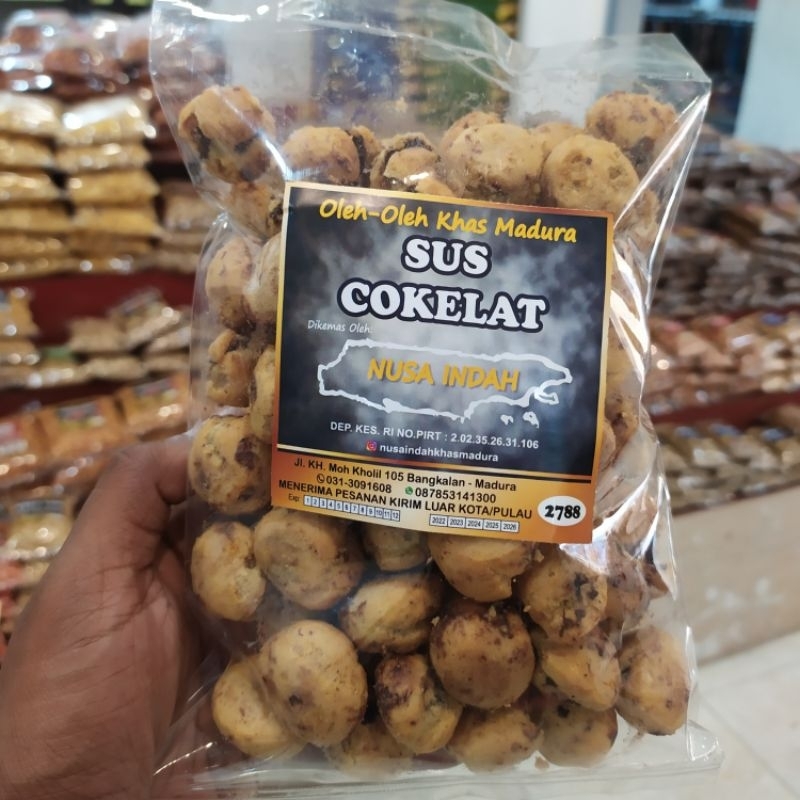 Oleh-Oleh Khas Madura
SUS
COKELAT
Dikemas Oleh:
NUSA INDAH
DEP. KES. RI NO.PIRT : 2.02.35.26.31.106
nusaindahkhasmadura
Jl. KH. Moh Kholil 105 Bangkalan - Madura
031-3091608 087853141300
MENERIMA PESANAN KIRIM LUAR KOTA/PULAU
2788
Exp: 1 2 3 4 5 6 7 8 9 10 11 12
2022 2023 2024 2025 2026